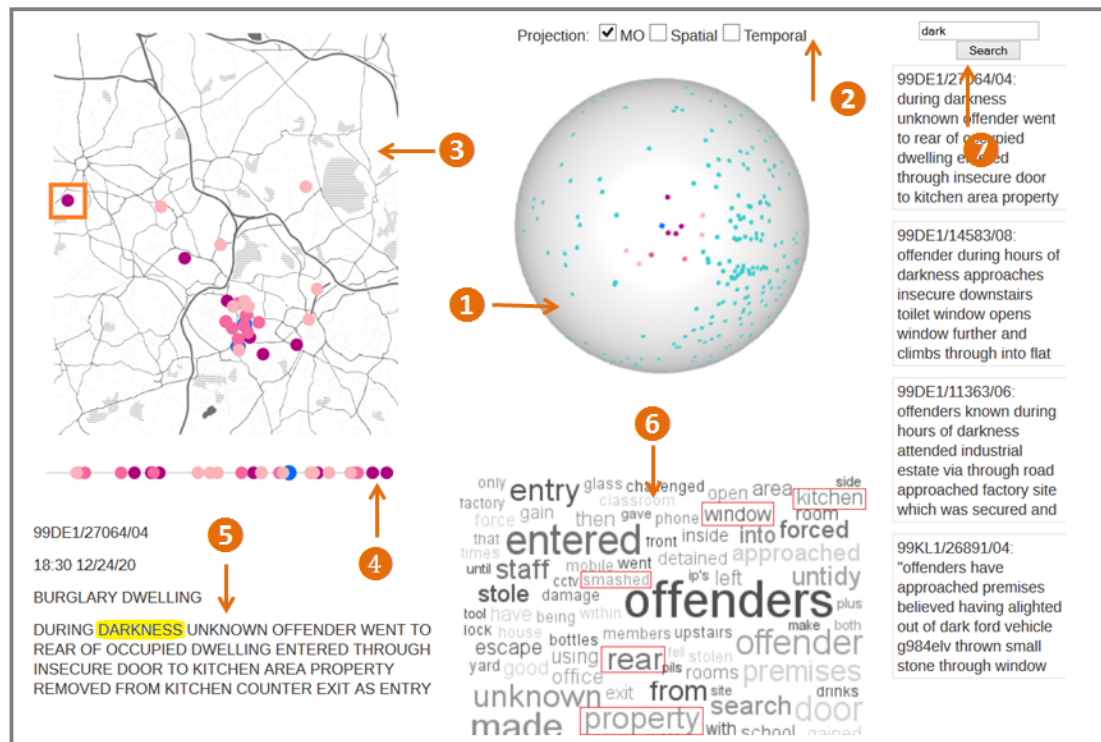 Projection: MO Spatial Temporal
2
3
1
dark
Search
7
99DE1/27064/04:
during darkness
unknown offender went
to rear of occupied
dwelling entered
through insecure door
to kitchen area property
99DE1/14583/08:
offender during hours of
darkness approaches
insecure downstairs
toilet window opens
window further and
climbs through into flat
99DE1/11363/06:
offenders known during
hours of darkness
attended industrial
estate via through road
approached factory site
which was secured and
99KL1/26891/04:
"offenders have
approached premises
believed having alighted
out of dark ford vehicle
g984elv thrown small
stone through window
4
5
99DE1/27064/04
18:30 12/24/20
BURGLARY DWELLING
DURING DARKNESS UNKNOWN OFFENDER WENT TO
REAR OF OCCUPIED DWELLING ENTERED THROUGH
INSECURE DOOR TO KITCHEN AREA PROPERTY
REMOVED FROM KITCHEN COUNTER EXIT AS ENTRY
6
only entry glass challenged open area side
factory classroom kitchen
force gain then gave phone window room
that entered front inside into forced
times until staff mobile went detained approached
cctv smashed ip's left untidy
stole damage offenders plus
tool have being within make both
lock house bottles members upstairs offender
escape using rear fell stolen
yard good office pils rooms premises
unknown exit from site search drinks
made property with school door gained